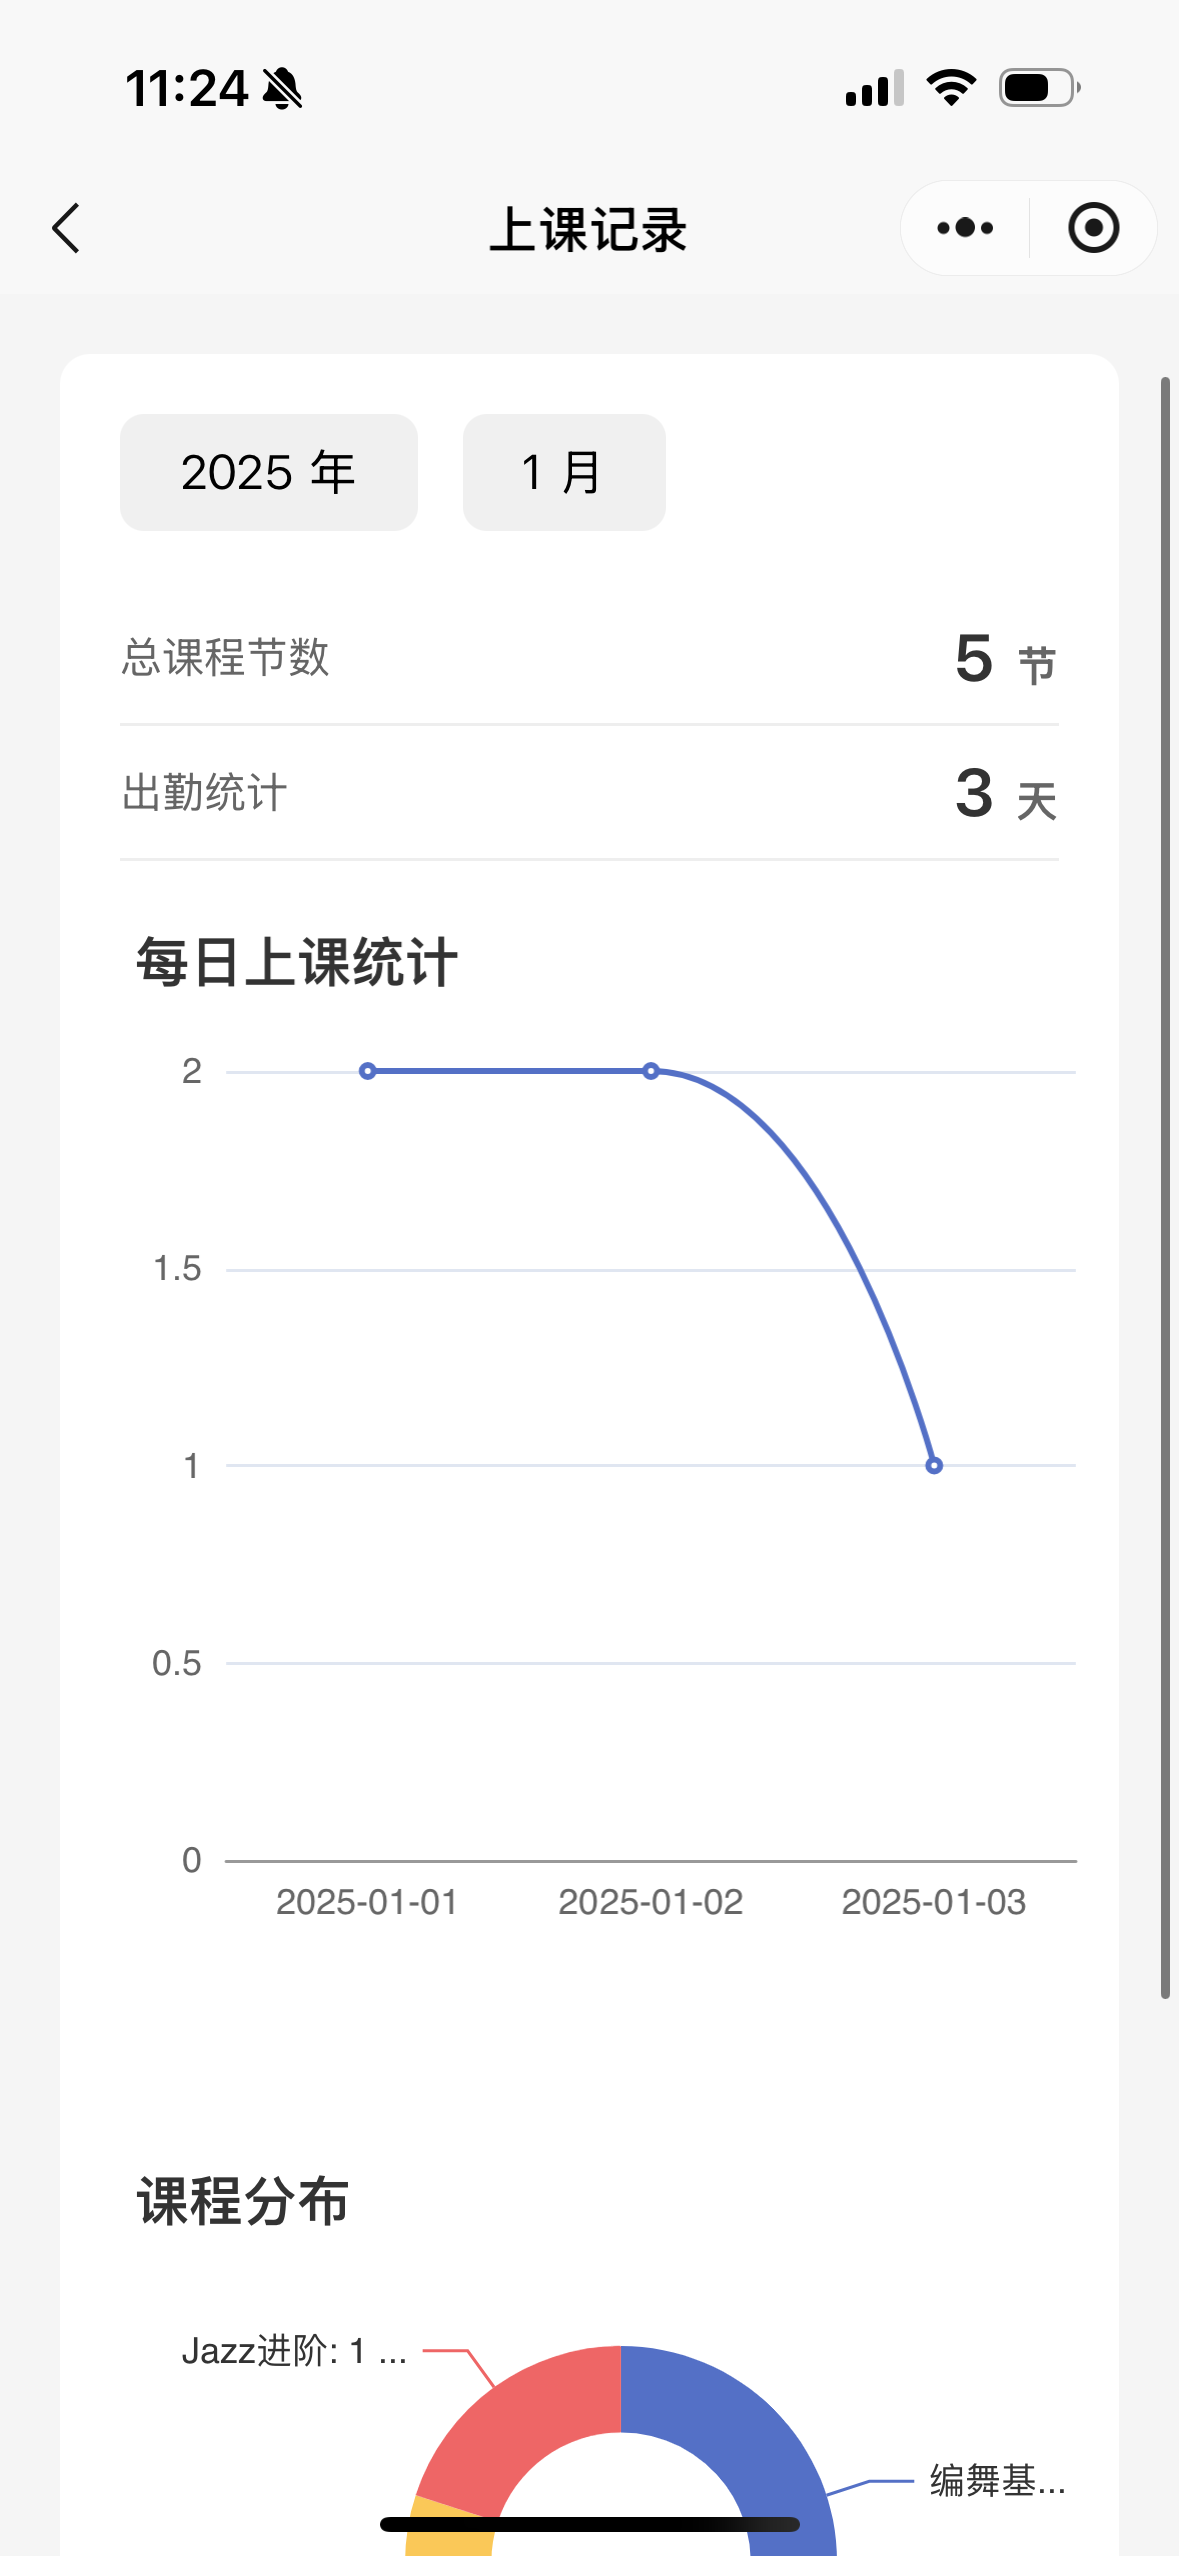 11:24
上课记录
2025 年
1 月
总课程节数
5 节
出勤统计
3 天
每日上课统计
2
1.5
1
0.5
0
2025-01-01
2025-01-02
2025-01-03
课程分布
Jazz进阶: 1 ...
编舞基...